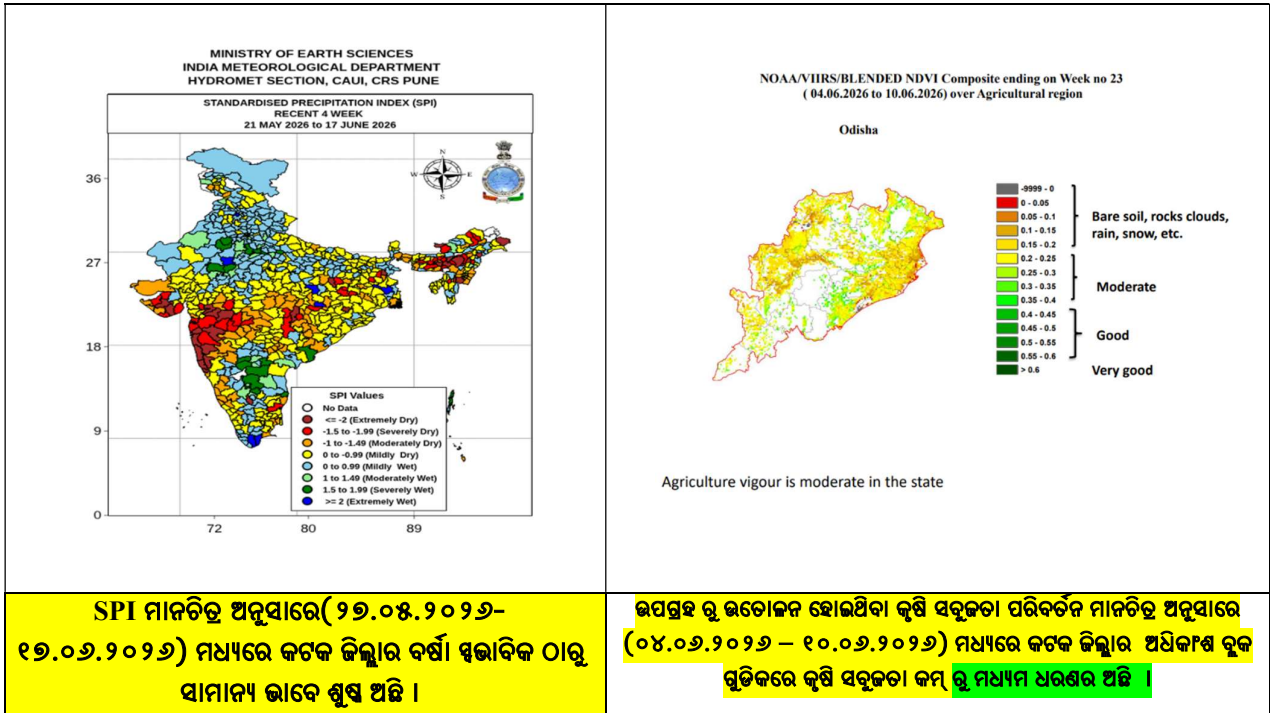 MINISTRY OF EARTH SCIENCES
INDIA METEOROLOGICAL DEPARTMENT
HYDROMET SECTION, CAUI, CRS PUNE
STANDARDISED PRECIPITATION INDEX (SPI)
RECENT 4 WEEK
21 MAY 2026 to 17 JUNE 2026
N
W
E
S
36
27
18
9
0
72
80
89
SPI Values
No Data
<= -2 (Extremely Dry)
-1.5 to -1.99 (Severely Dry)
-1 to -1.49 (Moderately Dry)
0 to -0.99 (Mildly Dry)
0 to 0.99 (Mildly Wet)
1 to 1.49 (Moderately Wet)
1.5 to 1.99 (Severely Wet)
>= 2 (Extremely Wet)
SPI ମାନଚିତ୍ର ଅନୁସାରେ(୨୭.୦୫.୨୦୨୬-
୧୭.୦୬.୨୦୨୬) ମଧ୍ୟରେ କଟକ ଜିଲ୍ଲାର ବର୍ଷା ସ୍ଵଭାବିକ ଠାରୁ
ସାମାନ୍ୟ ଭାବେ ଶୁଷ୍କ ଅଛି ।
NOAA/VIIRS/BLENDED NDVI Composite ending on Week no 23
( 04.06.2026 to 10.06.2026) over Agricultural region
Odisha
-9999 - 0
0 - 0.05
0.05 - 0.1
0.1 - 0.15
0.15 - 0.2
0.2 - 0.25
0.25 - 0.3
0.3 - 0.35
0.35 - 0.4
0.4 - 0.45
0.45 - 0.5
0.5 - 0.55
0.55 - 0.6
> 0.6
Bare soil, rocks clouds,
rain, snow, etc.
Moderate
Good
Very good
Agriculture vigour is moderate in the state
ଉପଗ୍ରହ ରୁ ଉତୋଳନ ହୋଇଥିବା କୃଷି ସବୁଜତା ପରିବର୍ତନ ମାନଚିତ୍ର ଅନୁସାରେ
(୦୪.୦୬.୨୦୨୬ – ୧୦.୦୬.୨୦୨୬) ମଧ୍ୟରେ କଟକ ଜିଲ୍ଲାର ଅଧିକାଂଶ ବ୍ଲକ
ଗୁଡିକରେ କୃଷି ସବୁଜତା କମ୍ ରୁ ମଧ୍ୟମ ଧରଣର ଅଛି ।